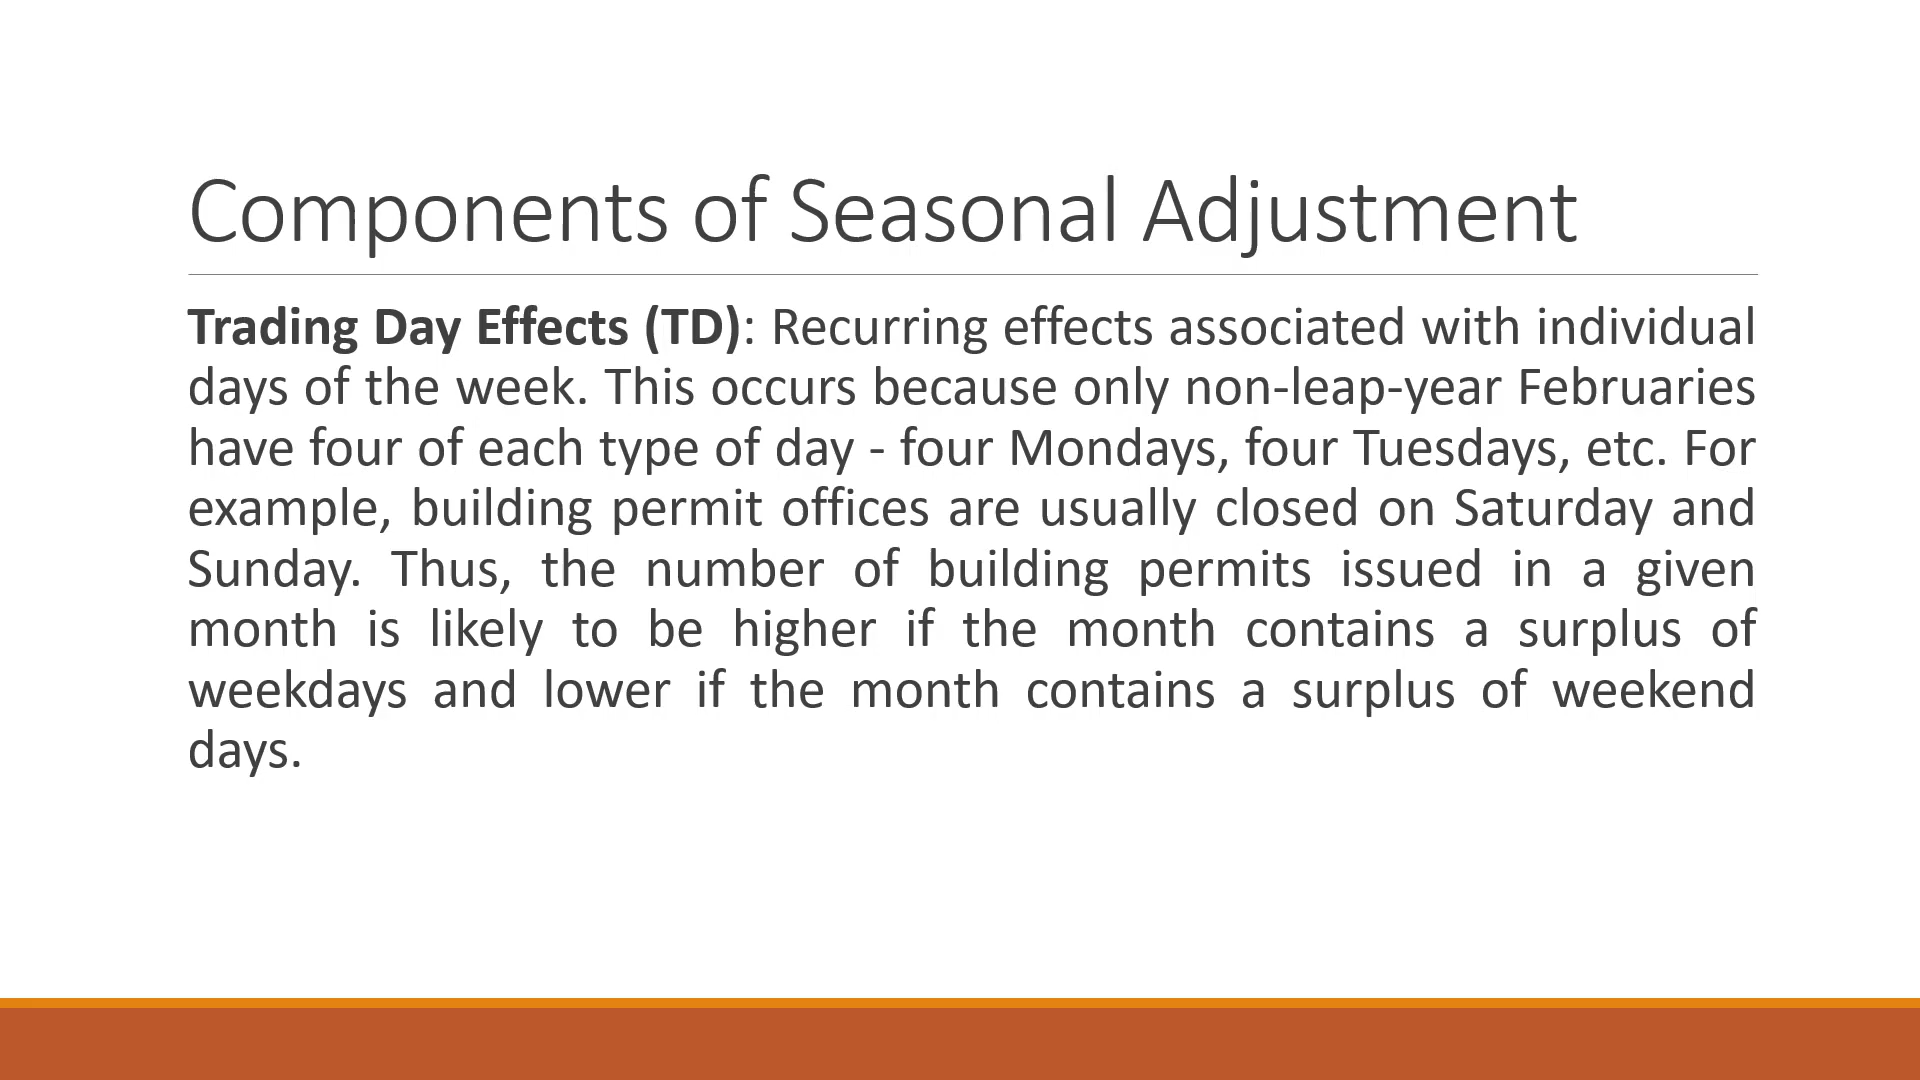 Components of Seasonal Adjustment
Trading Day Effects (TD): Recurring effects associated with individual
days of the week. This occurs because only non-leap-year Februaries
have four of each type of day - four Mondays, four Tuesdays, etc. For
example, building permit offices are usually closed on Saturday and
Sunday. Thus, the number of building permits issued in a given
month is likely to be higher if the month contains a surplus of
weekdays and lower if the month contains a surplus of weekend
days.